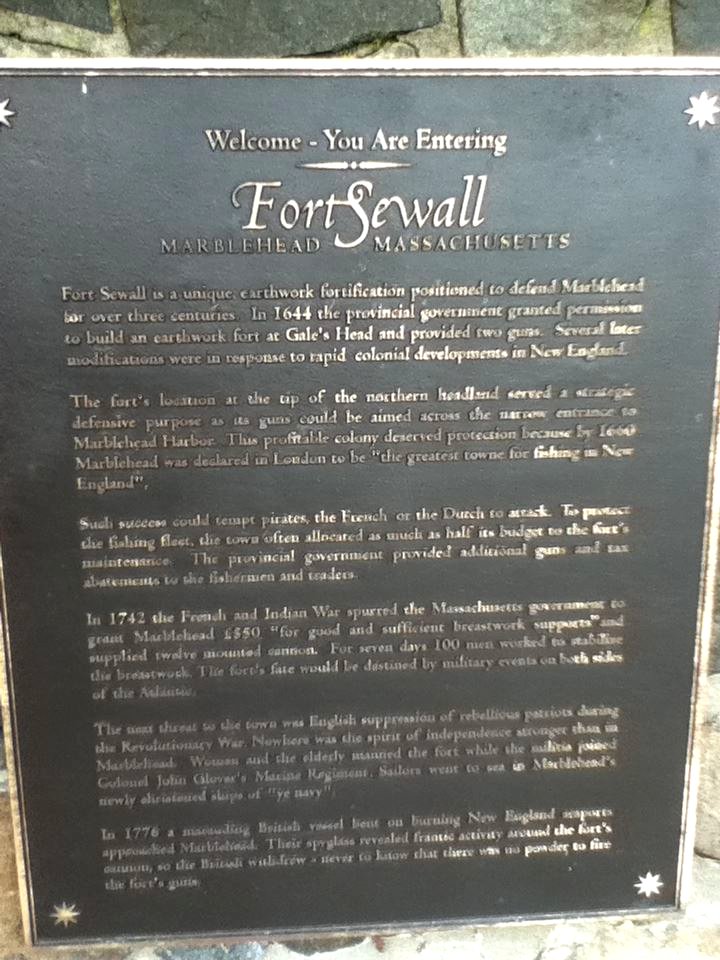 Welcome - You Are Entering
Fort Sewall
MARBLEHEAD MASSACHUSETTS
Fort Sewall is a unique, earthwork fortification positioned to defend Marblehead
for over three centuries. In 1644 the provincial government granted permission
to build an earthwork fort at Gale's Head and provided two guns. Several later
modifications were in response to rapid colonial developments in New England.
The fort's location at the tip of the northern headland served a strategic
defensive purpose as its guns could be aimed across the narrow entrance to
Marblehead Harbor. This profitable colony deserved protection because by 1660
Marblehead was declared in London to be "the greatest towne for fishing in New
England".
Such success could tempt pirates, the French or the Dutch to attack. To protect
the fishing fleet, the town often allocated as much as half its budget to the fort's
maintenance. The provincial government provided additional guns and tax
abatements to the fishermen and traders.
In 1742 the French and Indian War spurred the Massachusetts government to
grant Marblehead £550 "for good and sufficient breastwork supports" and
supplied twelve mounted cannon. For seven days 100 men worked to stabilize
the breastwork. The fort's fate would be destined by military events on both sides
of the Atlantic.
The next threat to the town was English suppression of rebellious patriots during
the Revolutionary War. Nowhere was the spirit of independence stronger than in
Marblehead. Women and the elderly manned the fort while the militia joined
Colonel John Glover's Marine Regiment. Sailors went to sea in Marblehead's
newly christened ships of "ye navy".
In 1776 a marauding British vessel bent on burning New England seaports
approached Marblehead. Their spyglass revealed frantic activity around the fort's
cannon, so the British withdrew - never to know that there was no powder to fire
the fort's guns.